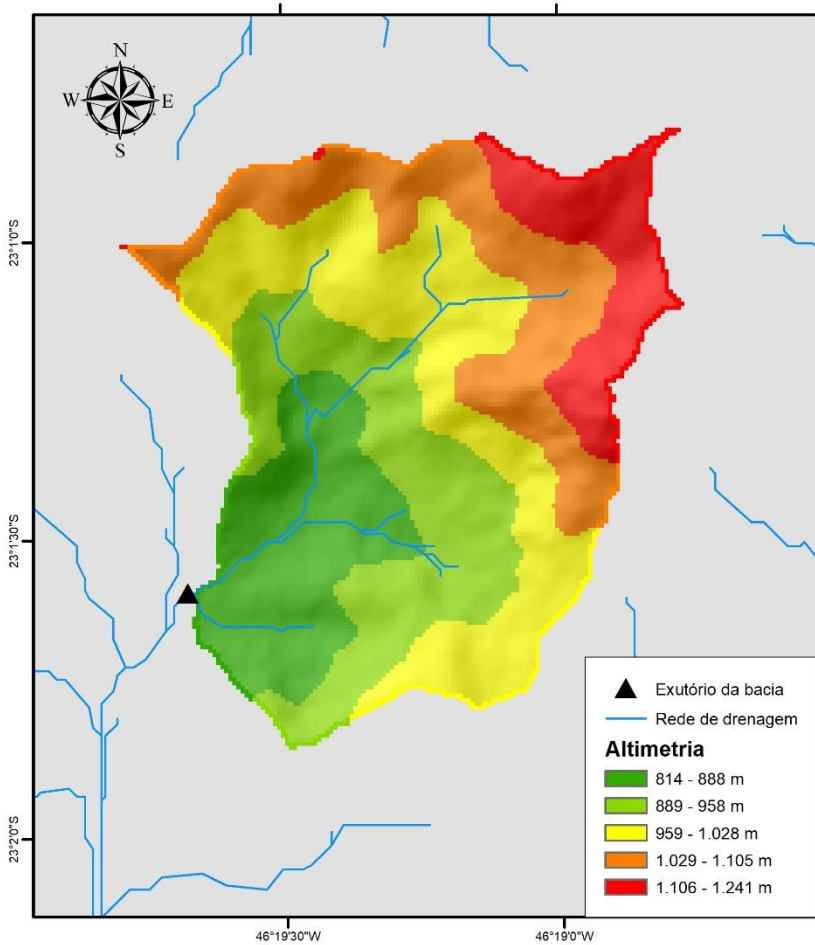 N
W E
S
23°1'0"S
23°1'30"S
23°2'0"S
46°19'30"W
46°19'0"W
Exutório da bacia
Rede de drenagem
Altimetria
814 - 888 m
889 - 958 m
959 - 1.028 m
1.029 - 1.105 m
1.106 - 1.241 m